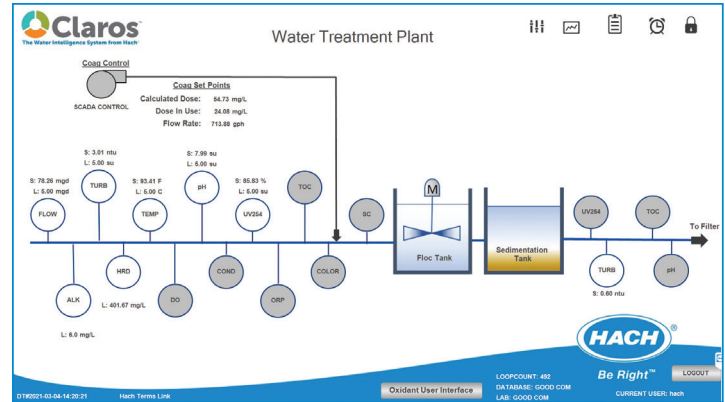 Claros
The Water Intelligence System from Hach
Water Treatment Plant
Coag Control
SCADA CONTROL
Coag Set Points
Calculated Dose: 54.73 mg/L
Dose In Use: 24.08 mg/L
Flow Rate: 713.88 gph
S: 3.01 ntu
L: 5.00 su
S: 7.99 su
L: 5.00 su
S: 78.26 mgd
L: 5.00 mgd
TURB
S: 93.41 F
L: 5.00 C
pH
S: 85.83 %
L: 5.00 su
TOC
FLOW
TEMP
UV254
SC
M
UV254
TOC
To Filter
Floc Tank
Sedimentation
Tank
ALK
HRD
DO
COND
ORP
COLOR
TURB
pH
L: 401.67 mg/L
S: 0.60 ntu
L: 6.0 mg/L
HACH®
Be Right™
LOGOUT
Oxidant User Interface
LOOPCOUNT: 492
DATABASE: GOOD COM
LAB: GOOD COM
CURRENT USER: hach
DT#2021-03-04-14:20:21
Hach Terms Link